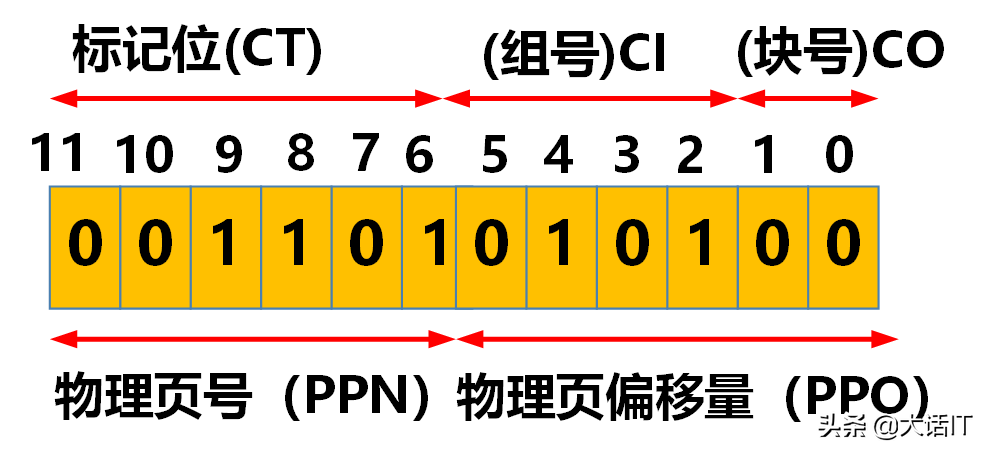 标记位(CT) (组号)CI (块号)CO
11 10 9 8 7 6 5 4 3 2 1 0
0 0 1 1 0 1 0 1 0 1 0 0
物理页号（PPN） 物理页偏移量（PPO）
头条 @大话IT